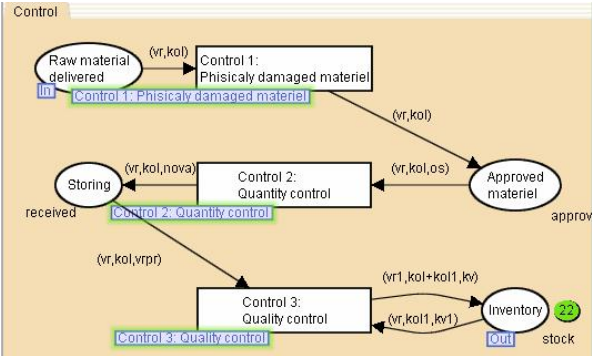 Control
Raw material
delivered
In
(vr,kol)
Control 1:
Phisicaly damaged materiel
Control 1: Phisicaly damaged materiel
(vr,kol)
Storing
received
(vr,kol,nova)
Control 2:
Quantity control
Control 2: Quantity control
(vr,kol,os)
Approved
materiel
approv
(vr,kol,vrpr)
Control 3:
Quality control
Control 3: Quality control
(vr1,kol+kol1,kv)
(vr,kol1,kv1)
Inventory
22
Out
stock